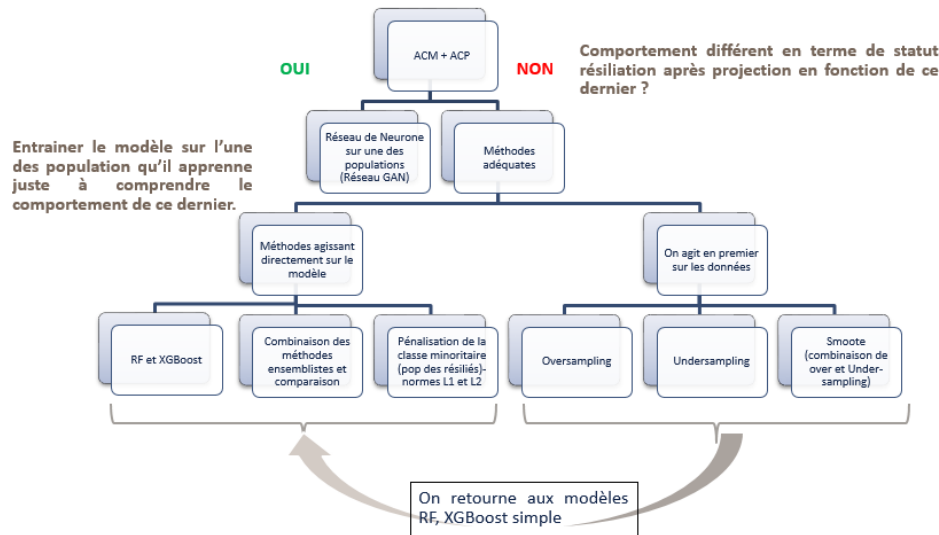 ACM + ACP
OUI
NON
Comportement différent en terme de statut
résiliation après projection en fonction de ce
dernier ?
Entrainer le modèle sur l'une
des population qu'il apprenne
juste à comprendre le
comportement de ce dernier.
Réseau de Neurone
sur une des
populations
(Réseau GAN)
Méthodes
adéquates
Méthodes agissant
directement sur le
modèle
On agit en premier
sur les données
RF et XGBoost
Combinaison des
méthodes
ensemblistes et
comparaison
Pénalisation de la
classe minoritaire
(pop des résiliés)-
normes L1 et L2
Oversampling
Undersampling
Smoote
(combinaison de
over et Under-
sampling)
On retourne aux modèles
RF, XGBoost simple